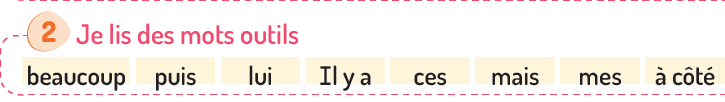 2 Je lis des mots outils
beaucoup puis lui Il y a ces mais mes à côté